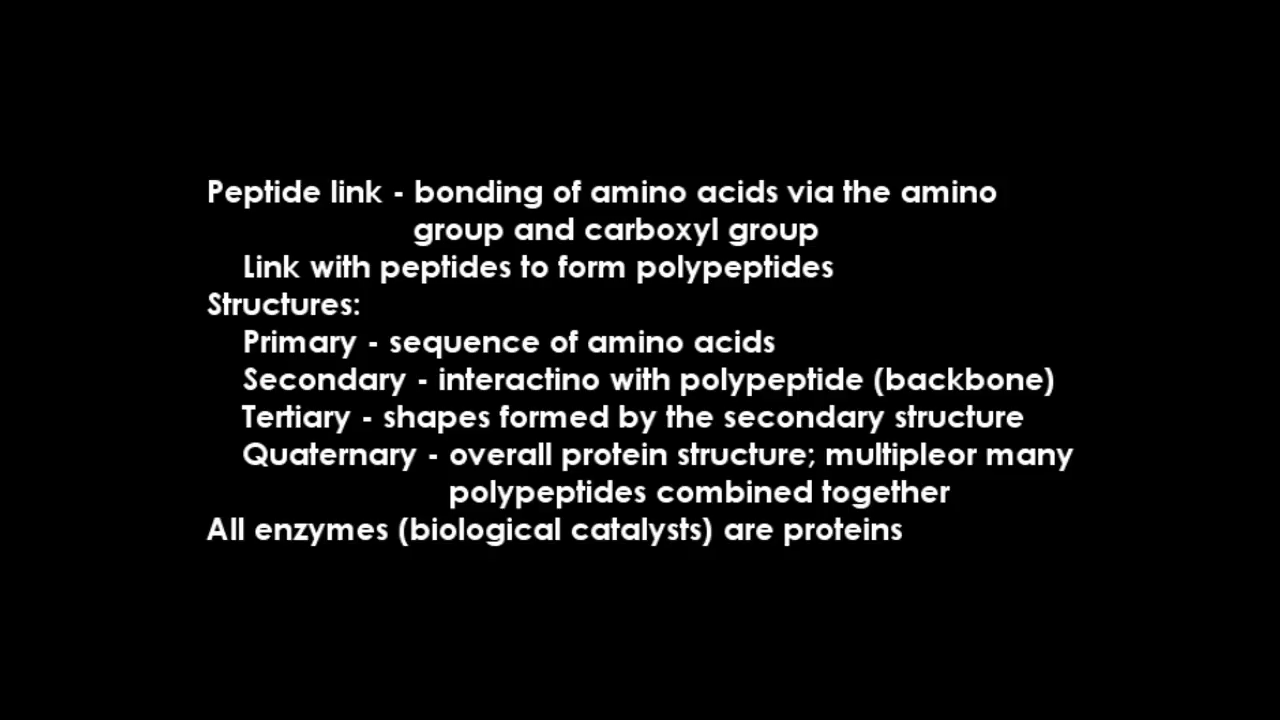 Peptide link - bonding of amino acids via the amino
group and carboxyl group
Link with peptides to form polypeptides
Structures:
Primary - sequence of amino acids
Secondary - interactino with polypeptide (backbone)
Tertiary - shapes formed by the secondary structure
Quaternary - overall protein structure; multipleor many
polypeptides combined together
All enzymes (biological catalysts) are proteins